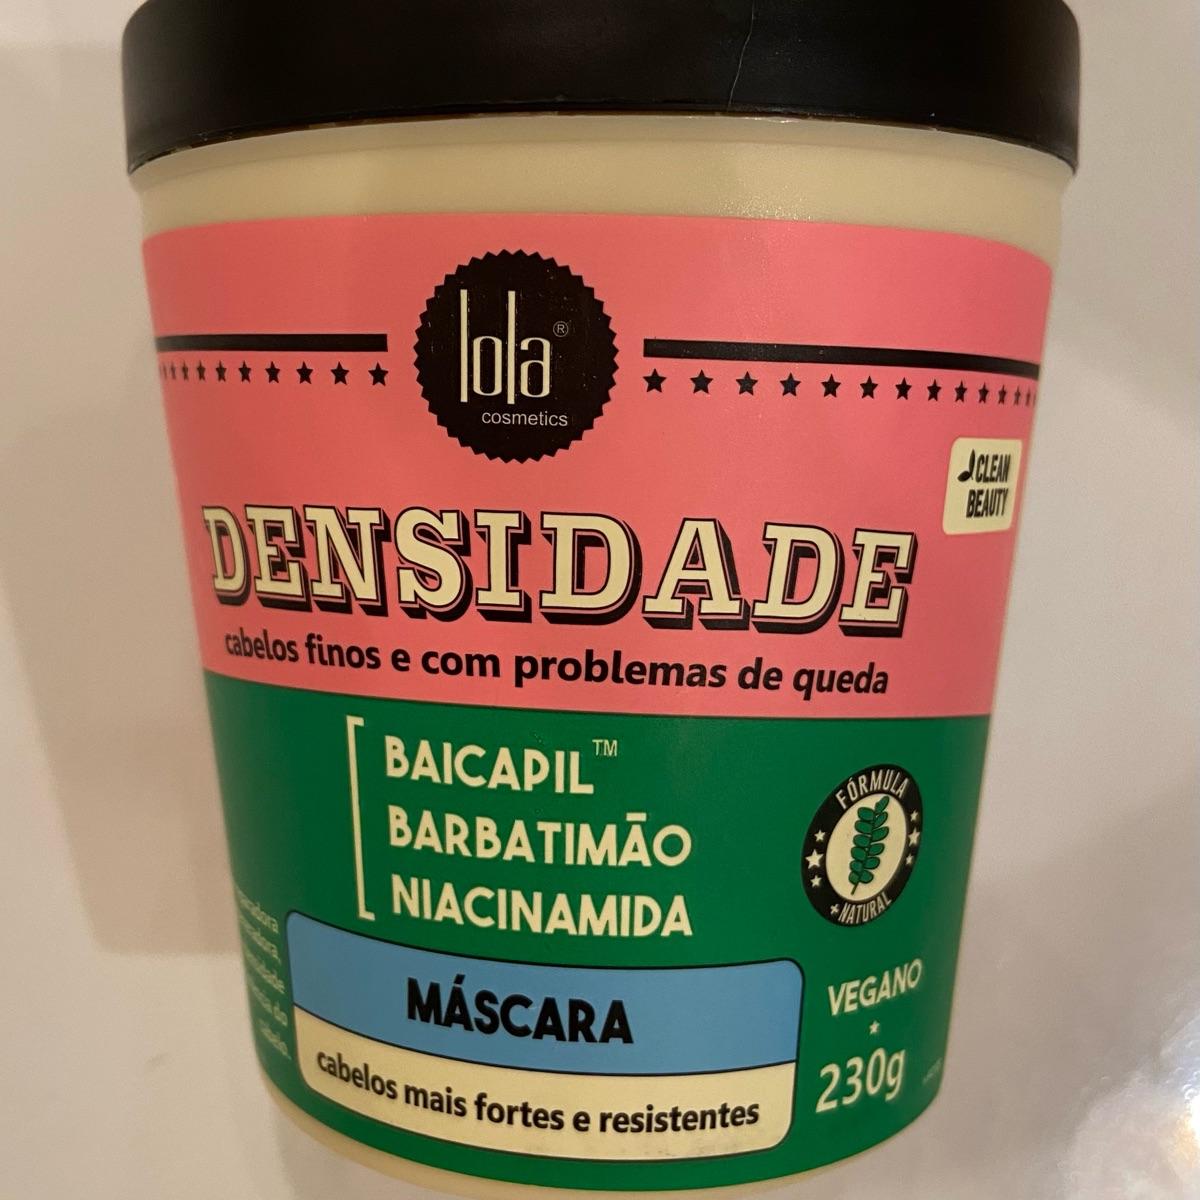 lola®
cosmetics
CLEAN
BEAUTY
DENSIDADE
cabelos finos e com problemas de queda
BAICAPIL™
BARBATIMÃO
NIACINAMIDA
FÓRMULA
+NATURAL
MÁSCARA
cabelos mais fortes e resistentes
VEGANO
230g
cabelo.